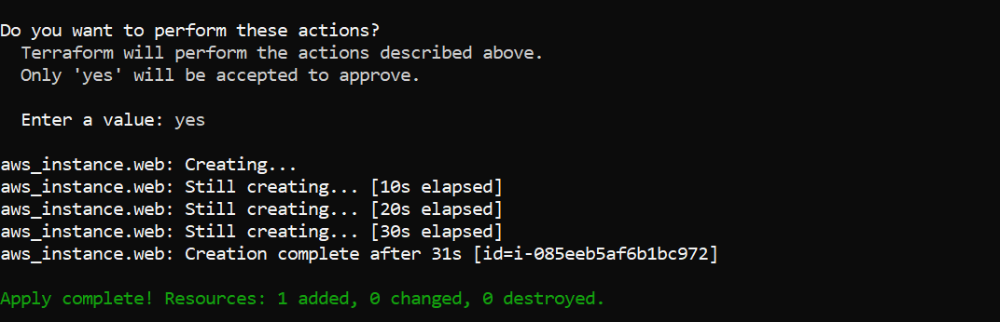 Do you want to perform these actions?
Terraform will perform the actions described above.
Only 'yes' will be accepted to approve.
Enter a value: yes
aws_instance.web: Creating...
aws_instance.web: Still creating... [10s elapsed]
aws_instance.web: Still creating... [20s elapsed]
aws_instance.web: Still creating... [30s elapsed]
aws_instance.web: Creation complete after 31s [id=i-085eeb5af6b1bc972]
Apply complete! Resources: 1 added, 0 changed, 0 destroyed.